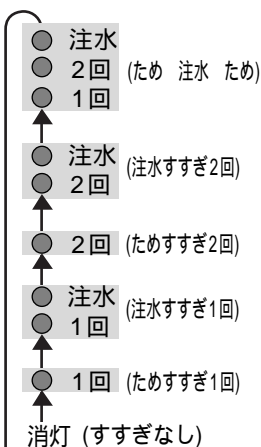 注水
2回 (ため 注水 ため)
1回
注水
2回
(注水すすぎ2回)
2回 (ためすすぎ2回)
注水
1回
(注水すすぎ1回)
1回 (ためすすぎ1回)
消灯 (すすぎなし)